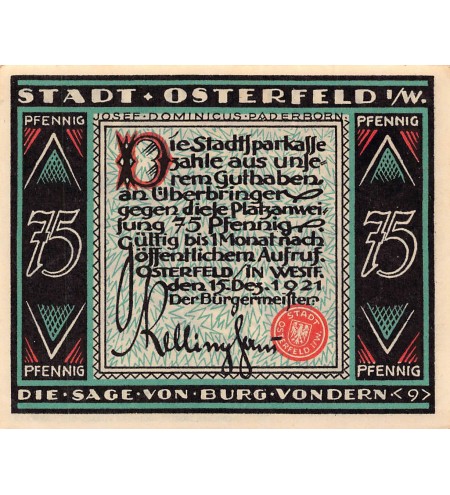 STADT · OSTERFELD I/W.
PFENNIG
JOSEF·DOMINICUS·PADERBORN
PFENNIG
Die Stadtsparkasse
zahle aus unse-
rem Guthaben
an Überbringer
gegen diese Platzanwei-
sung 75 Pfennig
Gültig bis 1 Monat nach
öffentlichem Aufruf.
OSTERFELD IN WESTF.
den 15. Dez. 1921
Der Bürgermeister
75
75
STADT
OSTERFELD I/W.
PFENNIG
PFENNIG
DIE·SAGE·VON·BURG·VONDERN <9>